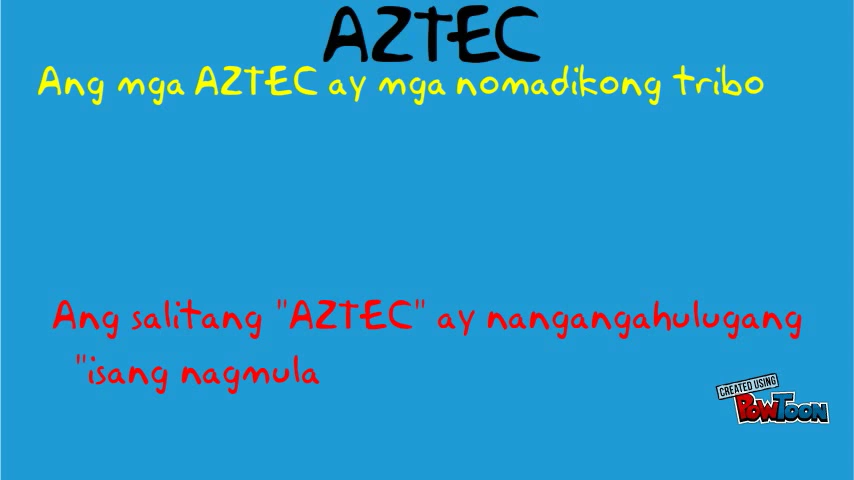 AZTEC
Ang mga AZTEC ay mga nomadikong tribo
Ang salitang "AZTEC" ay nangangahulugang
"isang nagmula
CREATED USING
POWTOON